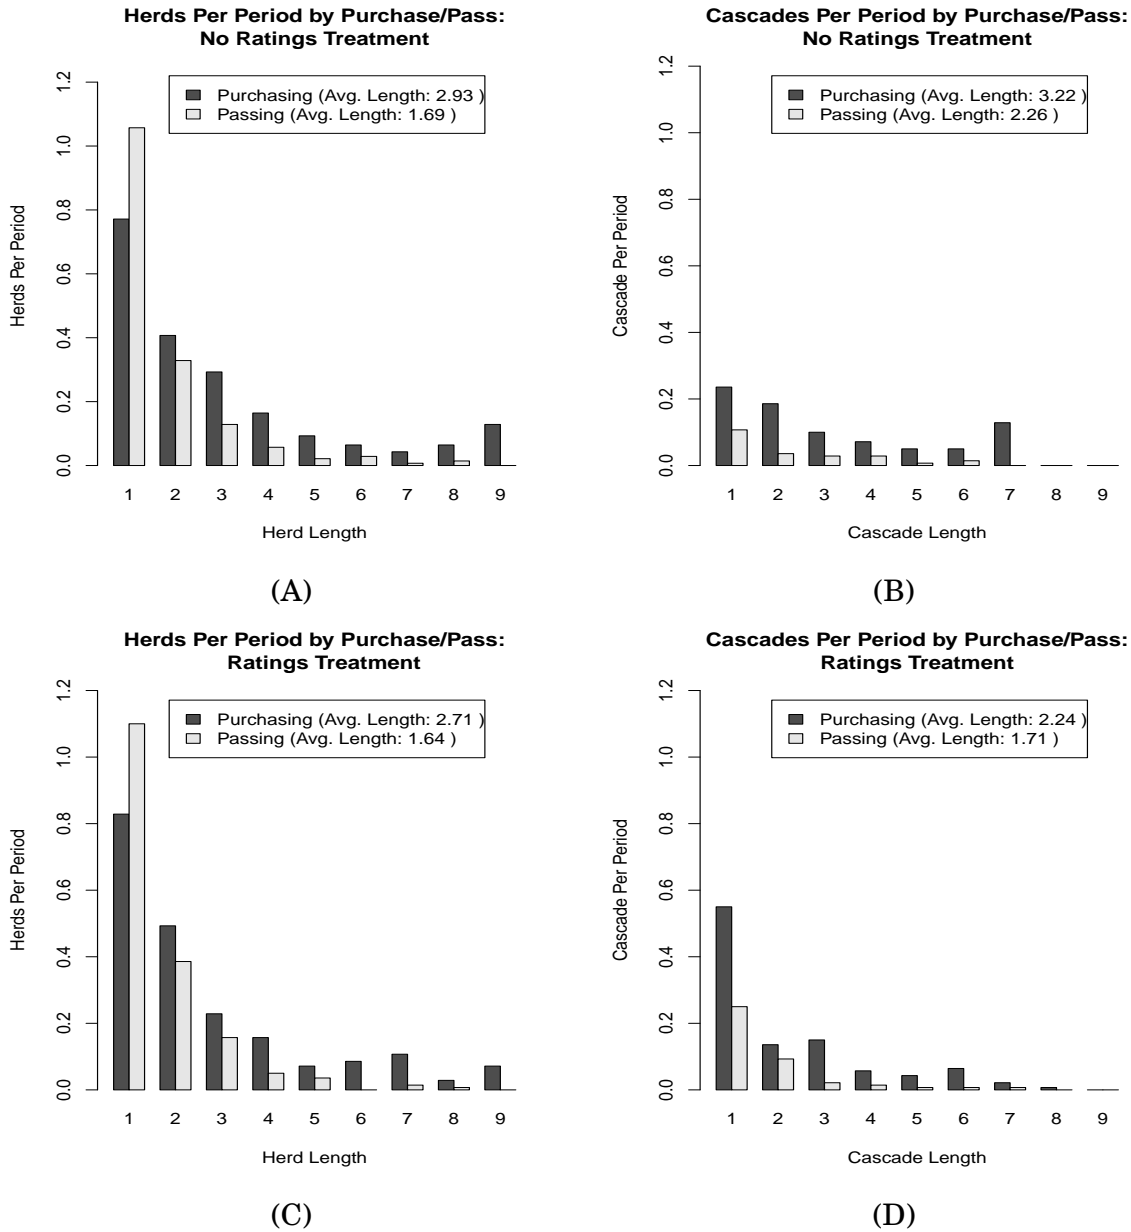 Herds Per Period by Purchase/Pass:
No Ratings Treatment
Herds Per Period
0.0 0.2 0.4 0.6 0.8 1.0 1.2
Purchasing (Avg. Length: 2.93 )
Passing (Avg. Length: 1.69 )
1 2 3 4 5 6 7 8 9
Herd Length
(A)
Cascades Per Period by Purchase/Pass:
No Ratings Treatment
Cascade Per Period
0.0 0.2 0.4 0.6 0.8 1.0 1.2
Purchasing (Avg. Length: 3.22 )
Passing (Avg. Length: 2.26 )
1 2 3 4 5 6 7 8 9
Cascade Length
(B)
Herds Per Period by Purchase/Pass:
Ratings Treatment
Herds Per Period
0.0 0.2 0.4 0.6 0.8 1.0 1.2
Purchasing (Avg. Length: 2.71 )
Passing (Avg. Length: 1.64 )
1 2 3 4 5 6 7 8 9
Herd Length
(C)
Cascades Per Period by Purchase/Pass:
Ratings Treatment
Cascade Per Period
0.0 0.2 0.4 0.6 0.8 1.0 1.2
Purchasing (Avg. Length: 2.24 )
Passing (Avg. Length: 1.71 )
1 2 3 4 5 6 7 8 9
Cascade Length
(D)